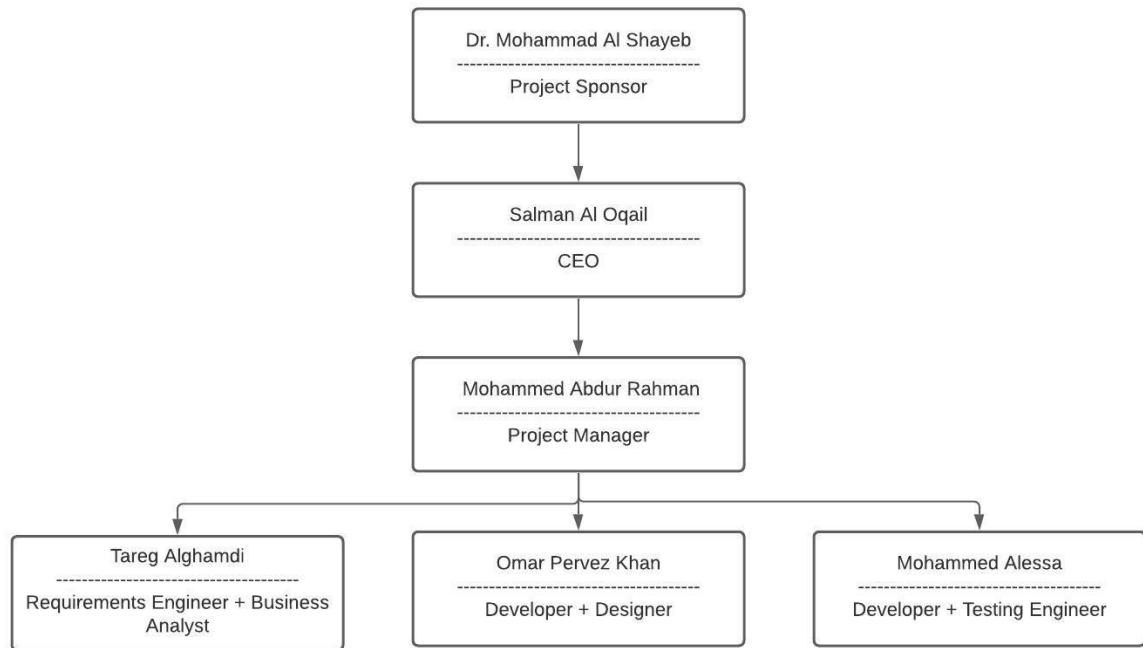 Dr. Mohammad Al Shayeb
--------------------------------------
Project Sponsor
Salman Al Oqail
--------------------------------------
CEO
Mohammed Abdur Rahman
--------------------------------------
Project Manager
Tareg Alghamdi
--------------------------------------
Requirements Engineer + Business
Analyst
Omar Pervez Khan
--------------------------------------
Developer + Designer
Mohammed Alessa
--------------------------------------
Developer + Testing Engineer